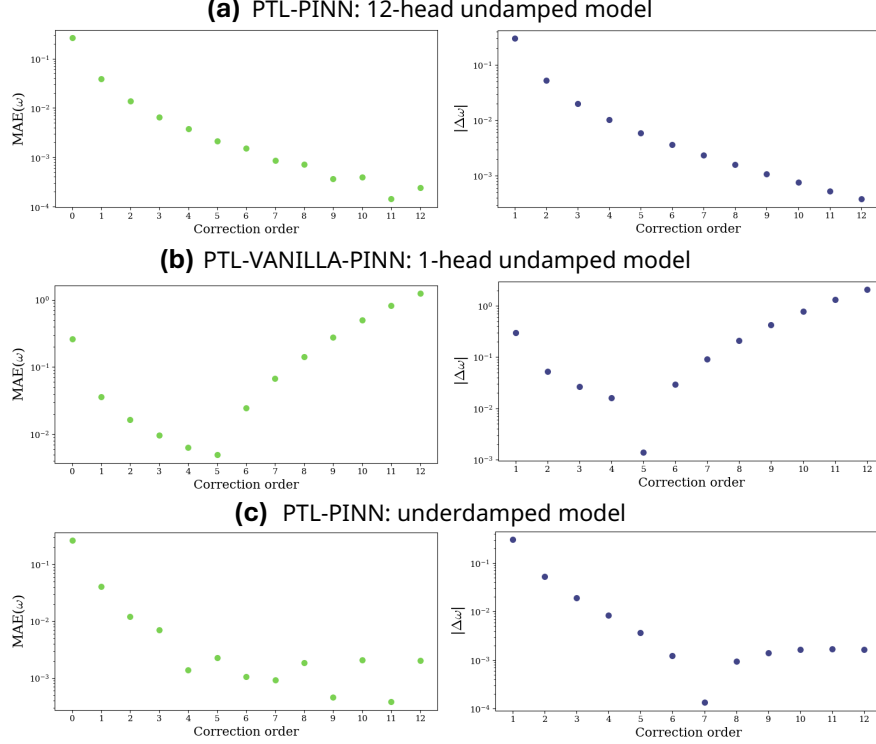 (a) PTL-PINN: 12-head undamped model
MAE(ω)
10⁻¹
10⁻²
10⁻³
10⁻⁴
0 1 2 3 4 5 6 7 8 9 10 11 12
Correction order
|Δω|
10⁻¹
10⁻²
10⁻³
1 2 3 4 5 6 7 8 9 10 11 12
Correction order
(b) PTL-VANILLA-PINN: 1-head undamped model
MAE(ω)
10⁰
10⁻¹
10⁻²
0 1 2 3 4 5 6 7 8 9 10 11 12
Correction order
|Δω|
10⁰
10⁻¹
10⁻²
10⁻³
1 2 3 4 5 6 7 8 9 10 11 12
Correction order
(c) PTL-PINN: underdamped model
MAE(ω)
10⁻¹
10⁻²
10⁻³
0 1 2 3 4 5 6 7 8 9 10 11 12
Correction order
|Δω|
10⁻¹
10⁻²
10⁻³
10⁻⁴
1 2 3 4 5 6 7 8 9 10 11 12
Correction order